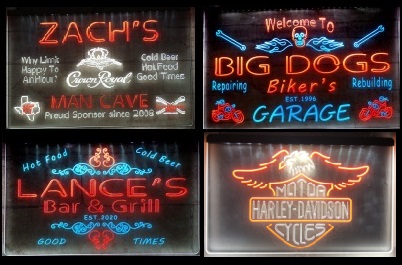 ZACH'S
Why Limit
Happy To
An Hour?
Crown Royal
Cold Beer
Hot Food
Good Times
MAN CAVE
Proud Sponsor since 2008
Welcome To
BIG DOGS
Repairing
Biker's
Rebuilding
EST. 1996
GARAGE
Hot Food
Cold Beer
LANCE'S
Bar & Grill
EST. 2020
GOOD
TIMES
MOTOR
HARLEY-DAVIDSON
CYCLES